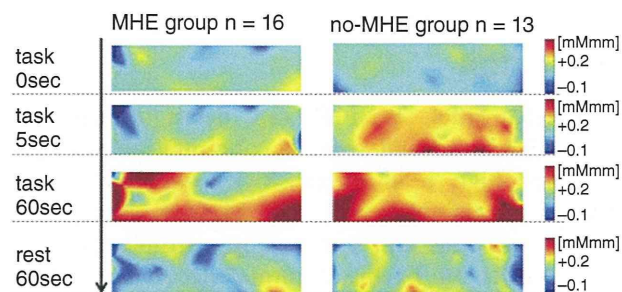 MHE group n = 16
no-MHE group n = 13
task
0sec
[mMmm]
+0.2
−0.1
task
5sec
[mMmm]
+0.2
−0.1
task
60sec
[mMmm]
+0.2
−0.1
rest
60sec
[mMmm]
+0.2
−0.1